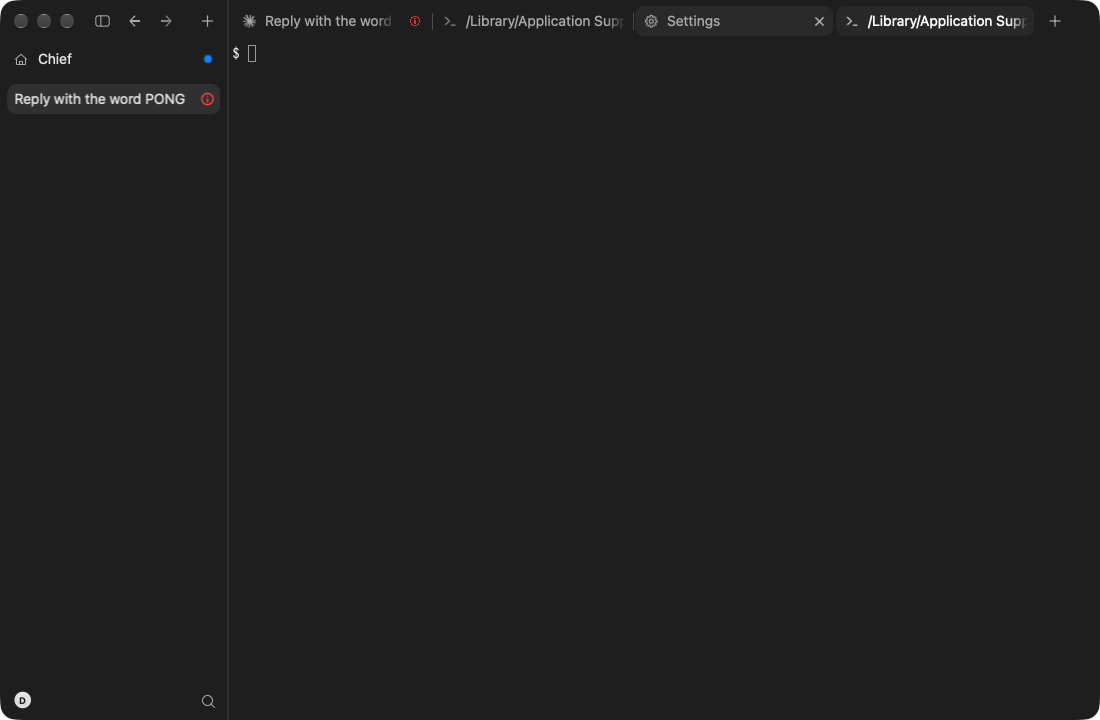 Reply with the word
/Library/Application Supp
Settings
/Library/Application Supp
Chief
$
Reply with the word PONG
D